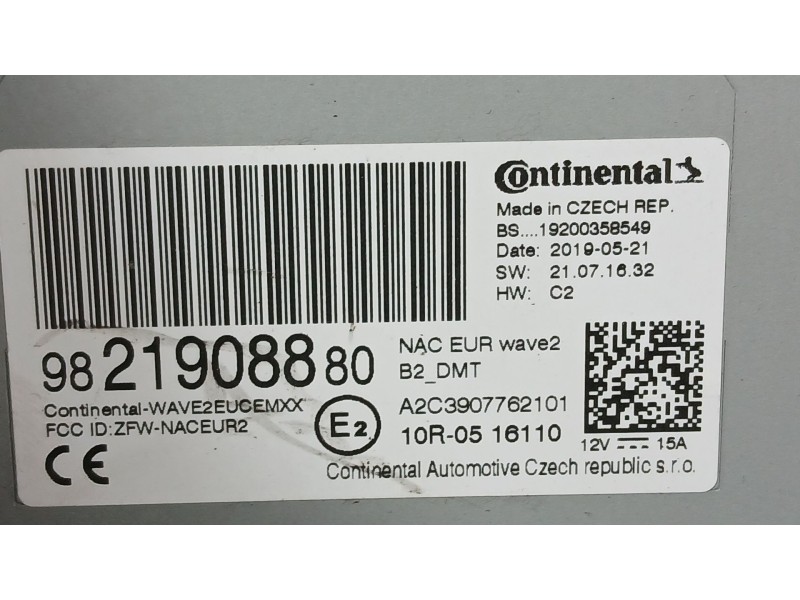 Continental
Made in CZECH REP.
BS....19200358549
Date: 2019-05-21
SW: 21.07.16.32
HW: C2
98 219088 80
NAC EUR wave2
B2_DMT
Continental-WAVE2EUCEMXX
FCC ID:ZFW-NACEUR2
E2
A2C3907762101
10R-05 16110
12V 15A
CE
Continental Automotive Czech republic s.r.o.